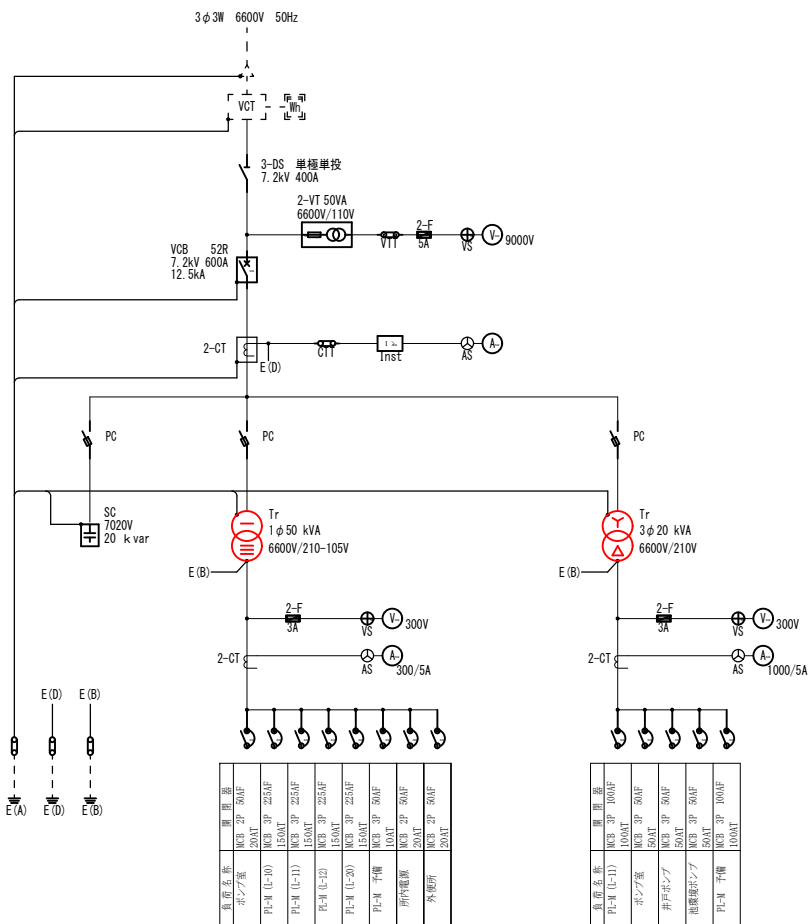 3φ3W 6600V 50Hz
VCT
Wh
3-DS 単極単投
7.2kV 400A
2-VT 50VA
6600V/110V
VTT
2-F
5A
VS
V
9000V
VCB 52R
7.2kV 600A
12.5kA
2-CT
E(D)
CTT
Inst
AS
A
PC
PC
PC
SC
7020V
20 kvar
Tr
1φ50 kVA
6600V/210-105V
E(B)
Tr
3φ20 kVA
6600V/210V
E(B)
2-F
3A
VS
V
300V
2-CT
AS
A
300/5A
2-F
3A
VS
V
300V
2-CT
AS
A
1000/5A
E(D)
E(B)
E(A)
E(D)
E(B)
負荷名称 開閉器
ポンプ室 MCB 2P 50AF
20AT
PL-M (L-10) MCB 3P 225AF
150AT
PL-M (L-11) MCB 3P 225AF
150AT
PL-M (L-12) MCB 3P 225AF
150AT
PL-M (L-20) MCB 3P 225AF
150AT
PL-M 予備 MCB 3P 50AF
10AT
所内電源 MCB 2P 50AF
20AT
外便所 MCB 3P 50AF
20AT
負荷名称 開閉器
PL-M (L-11) MCB 3P 100AF
100AT
ポンプ室 MCB 3P 50AF
50AT
井戸ポンプ MCB 3P 50AF
50AT
池環境ポンプ MCB 3P 50AF
50AT
PL-M 予備 MCB 3P 100AF
100AT